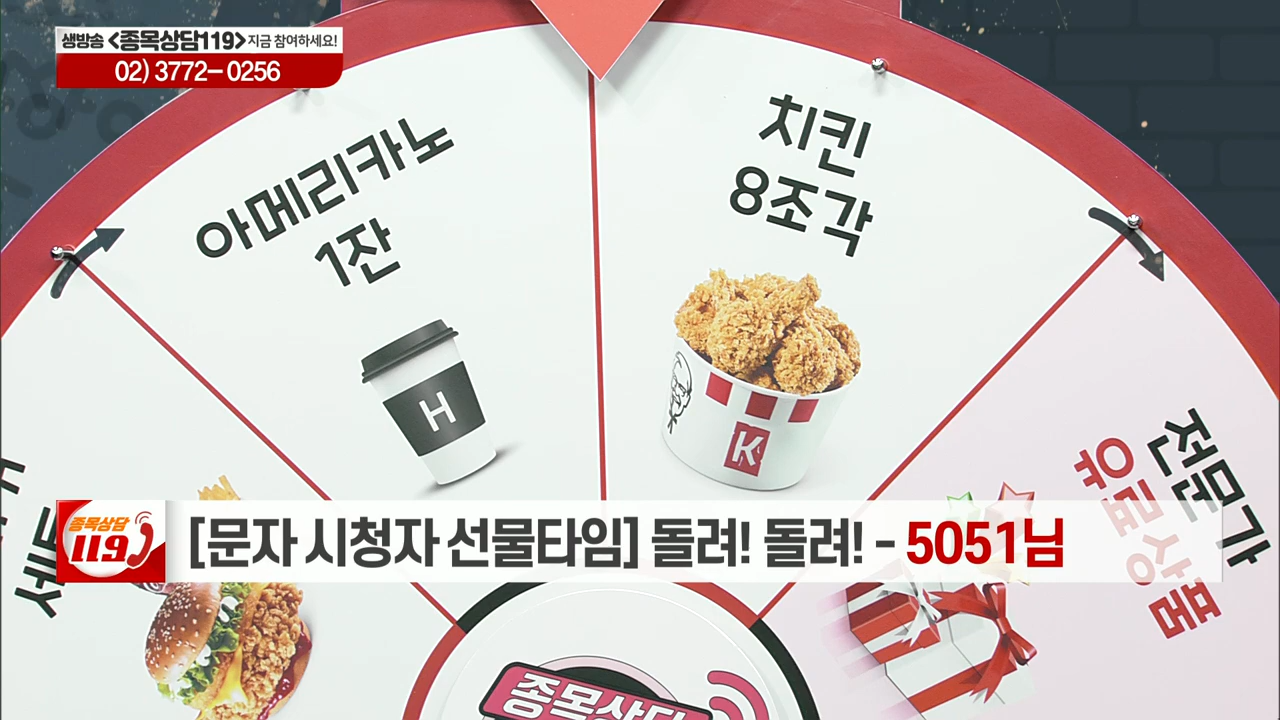 생방송 <종목상담119> 지금 참여하세요!
02) 3772-0256
아메리카노
1잔
치킨
8조각
H
K
전문가
유료 상품
종목상담
119
[문자 시청자 선물타임] 돌려! 돌려! - 5051님
종목상담